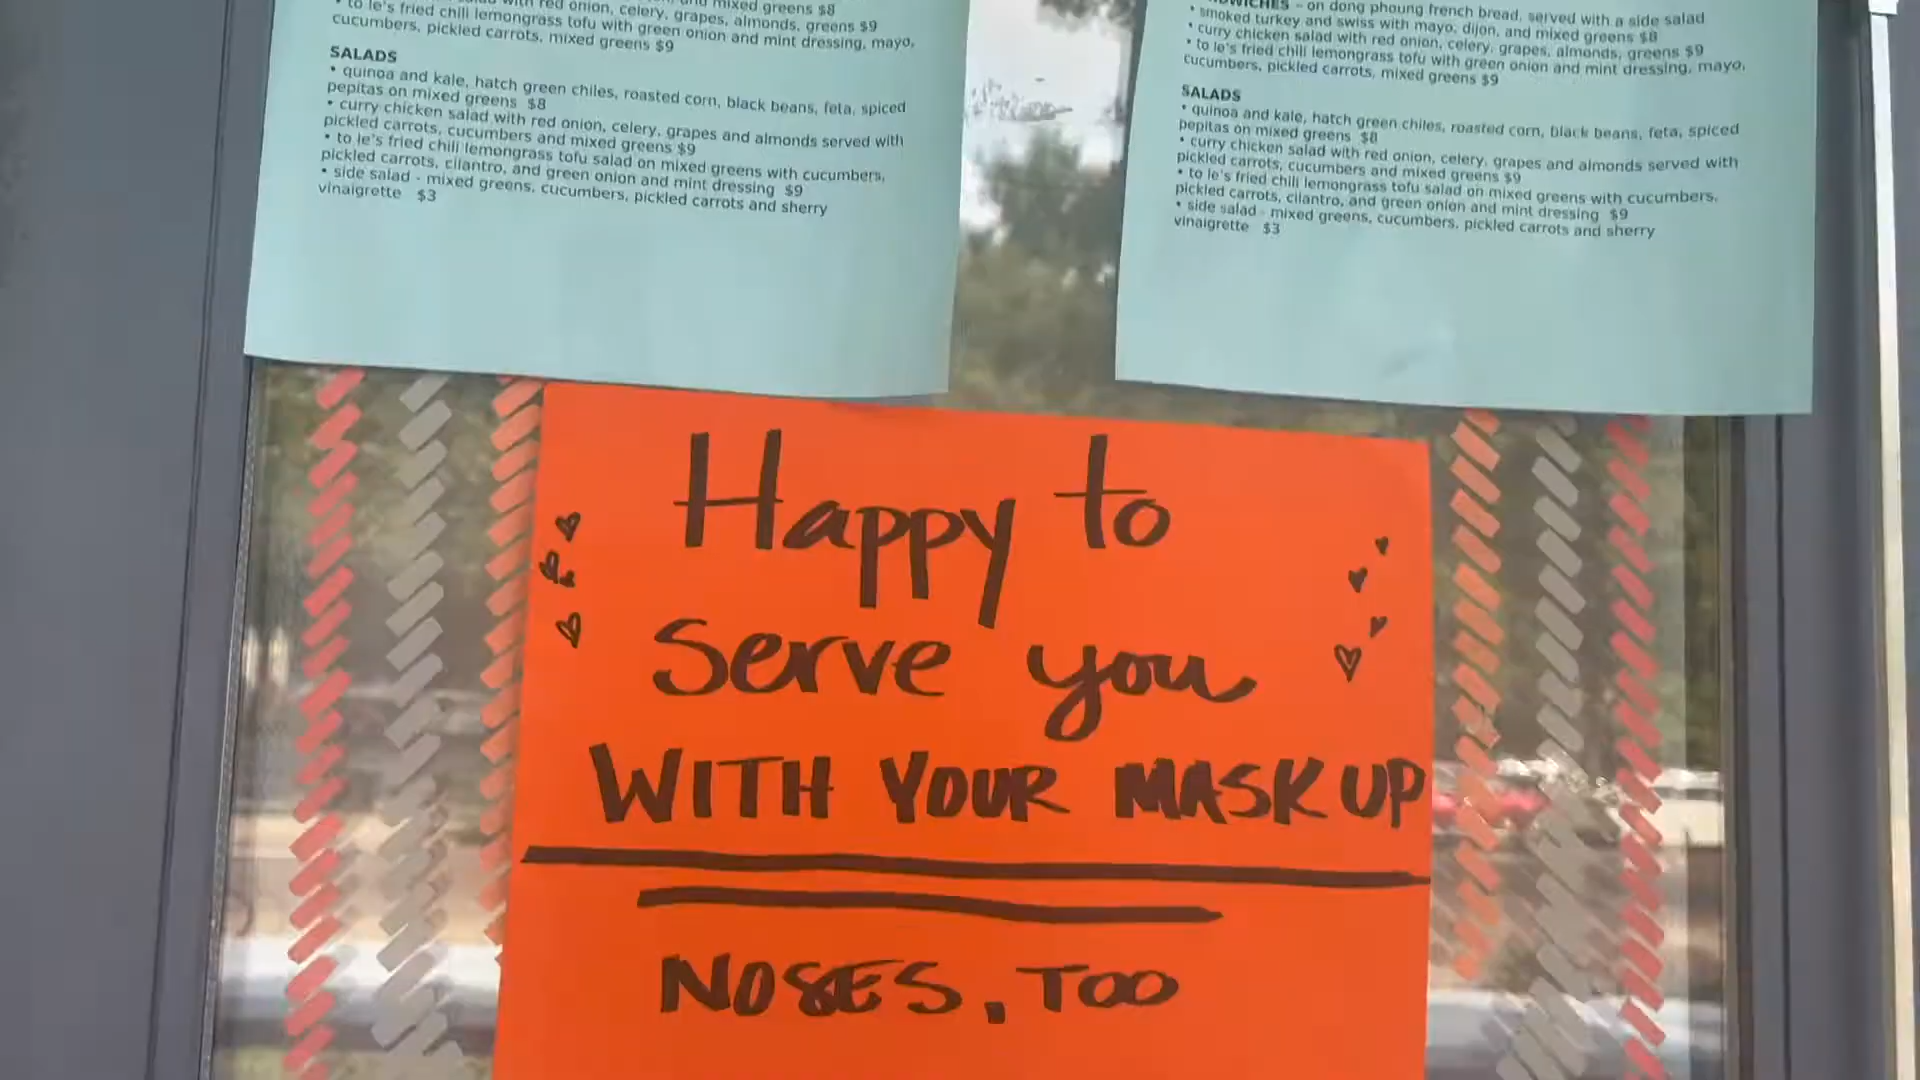 mixed greens $8
with red onion, celery, grapes, almonds, greens $9
• to le's fried chili lemongrass tofu with green onion and mint dressing, mayo,
cucumbers, pickled carrots, mixed greens $9
SALADS
• quinoa and kale, hatch green chiles, roasted corn, black beans, feta, spiced
pepitas on mixed greens $8
• curry chicken salad with red onion, celery, grapes and almonds served with
pickled carrots, cucumbers and mixed greens $9
• to le's fried chili lemongrass tofu salad on mixed greens with cucumbers,
pickled carrots, cilantro, and green onion and mint dressing $9
• side salad - mixed greens, cucumbers, pickled carrots and sherry
vinaigrette $3
– on dong phoung french bread, served with a side salad
• smoked turkey and swiss with mayo, dijon, and mixed greens $8
• curry chicken salad with red onion, celery, grapes, almonds, greens $9
• to le's fried chili lemongrass tofu with green onion and mint dressing, mayo,
cucumbers, pickled carrots, mixed greens $9
SALADS
• quinoa and kale, hatch green chiles, roasted corn, black beans, feta, spiced
pepitas on mixed greens $8
• curry chicken salad with red onion, celery, grapes and almonds served with
pickled carrots, cucumbers and mixed greens $9
• to le's fried chili lemongrass tofu salad on mixed greens with cucumbers,
pickled carrots, cilantro, and green onion and mint dressing $9
• side salad - mixed greens, cucumbers, pickled carrots and sherry
vinaigrette $3
Happy to
serve you
WITH YOUR MASK UP
NOSES, TOO